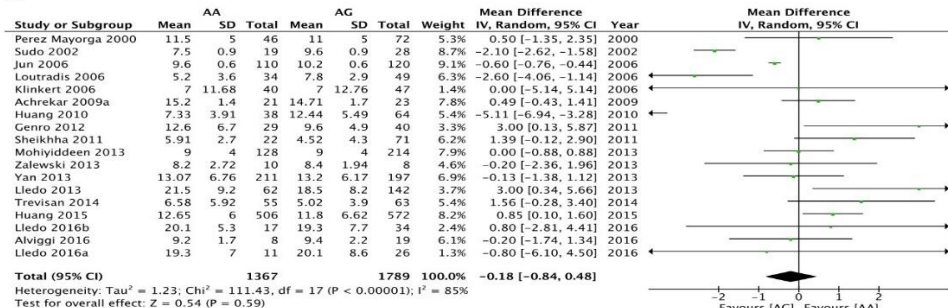 AA AG Mean Difference Mean Difference
Study or Subgroup Mean SD Total Mean SD Total Weight IV, Random, 95% CI Year IV, Random, 95% CI
Perez Mayorga 2000 11.5 5 46 11 5 72 5.3% 0.50 [-1.35, 2.35] 2000
Sudo 2002 7.5 0.9 19 9.6 0.9 28 8.4% -2.10 [-2.62, -1.58] 2002
Jun 2006 9.6 0.6 110 10.2 0.6 120 8.9% -0.60 [-0.76, -0.44] 2006
Loutradis 2006 5.2 3.6 34 7.8 2.9 49 6.3% -2.60 [-4.06, -1.14] 2006
Klinkert 2006 7 11.68 40 7 12.76 47 1.4% 0.00 [-5.14, 5.14] 2006
Achrekar 2009a 15.2 1.4 21 14.71 1.7 23 7.6% 0.49 [-0.43, 1.41] 2009
Huang 2010 7.33 3.91 38 12.44 5.49 64 5.4% -5.11 [-6.94, -3.28] 2010
Genro 2012 12.6 6.7 29 9.6 4.9 40 3.3% 3.00 [0.13, 5.87] 2011
Sheikhha 2011 5.91 2.7 22 4.52 4.3 71 6.2% 1.39 [-0.12, 2.90] 2011
Mohiyiddeen 2013 9 4 128 9 4 214 7.7% 0.00 [-0.88, 0.88] 2013
Zalewski 2013 8.2 2.72 10 8.4 1.94 8 4.6% -0.20 [-2.36, 1.96] 2013
Yan 2013 13.07 6.76 211 13.2 6.17 197 6.7% -0.13 [-1.38, 1.12] 2013
Lledo 2013 21.5 9.2 62 18.5 8.2 142 3.7% 3.00 [0.34, 5.66] 2013
Trevisan 2014 6.58 5.92 55 5.02 3.9 63 5.4% 1.56 [-0.28, 3.40] 2014
Huang 2015 12.65 6 506 11.8 6.62 572 8.0% 0.85 [0.10, 1.60] 2015
Lledo 2016b 20.1 5.3 17 19.3 7.7 34 2.5% 0.80 [-2.81, 4.41] 2016
Alviggi 2016 9.2 1.7 8 9.4 2.2 19 6.1% -0.20 [-1.74, 1.34] 2016
Lledo 2016a 19.3 7 11 20.1 8.6 26 1.4% -0.80 [-6.10, 4.50] 2016
Total (95% CI) 1367 1789 100.0% -0.18 [-0.84, 0.48]
Heterogeneity: Tau² = 1.23; Chi² = 111.43, df = 17 (P < 0.00001); I² = 85%
Test for overall effect: Z = 0.54 (P = 0.59)
-2 -1 0 1 2
Favours [AG] Favours [AA]